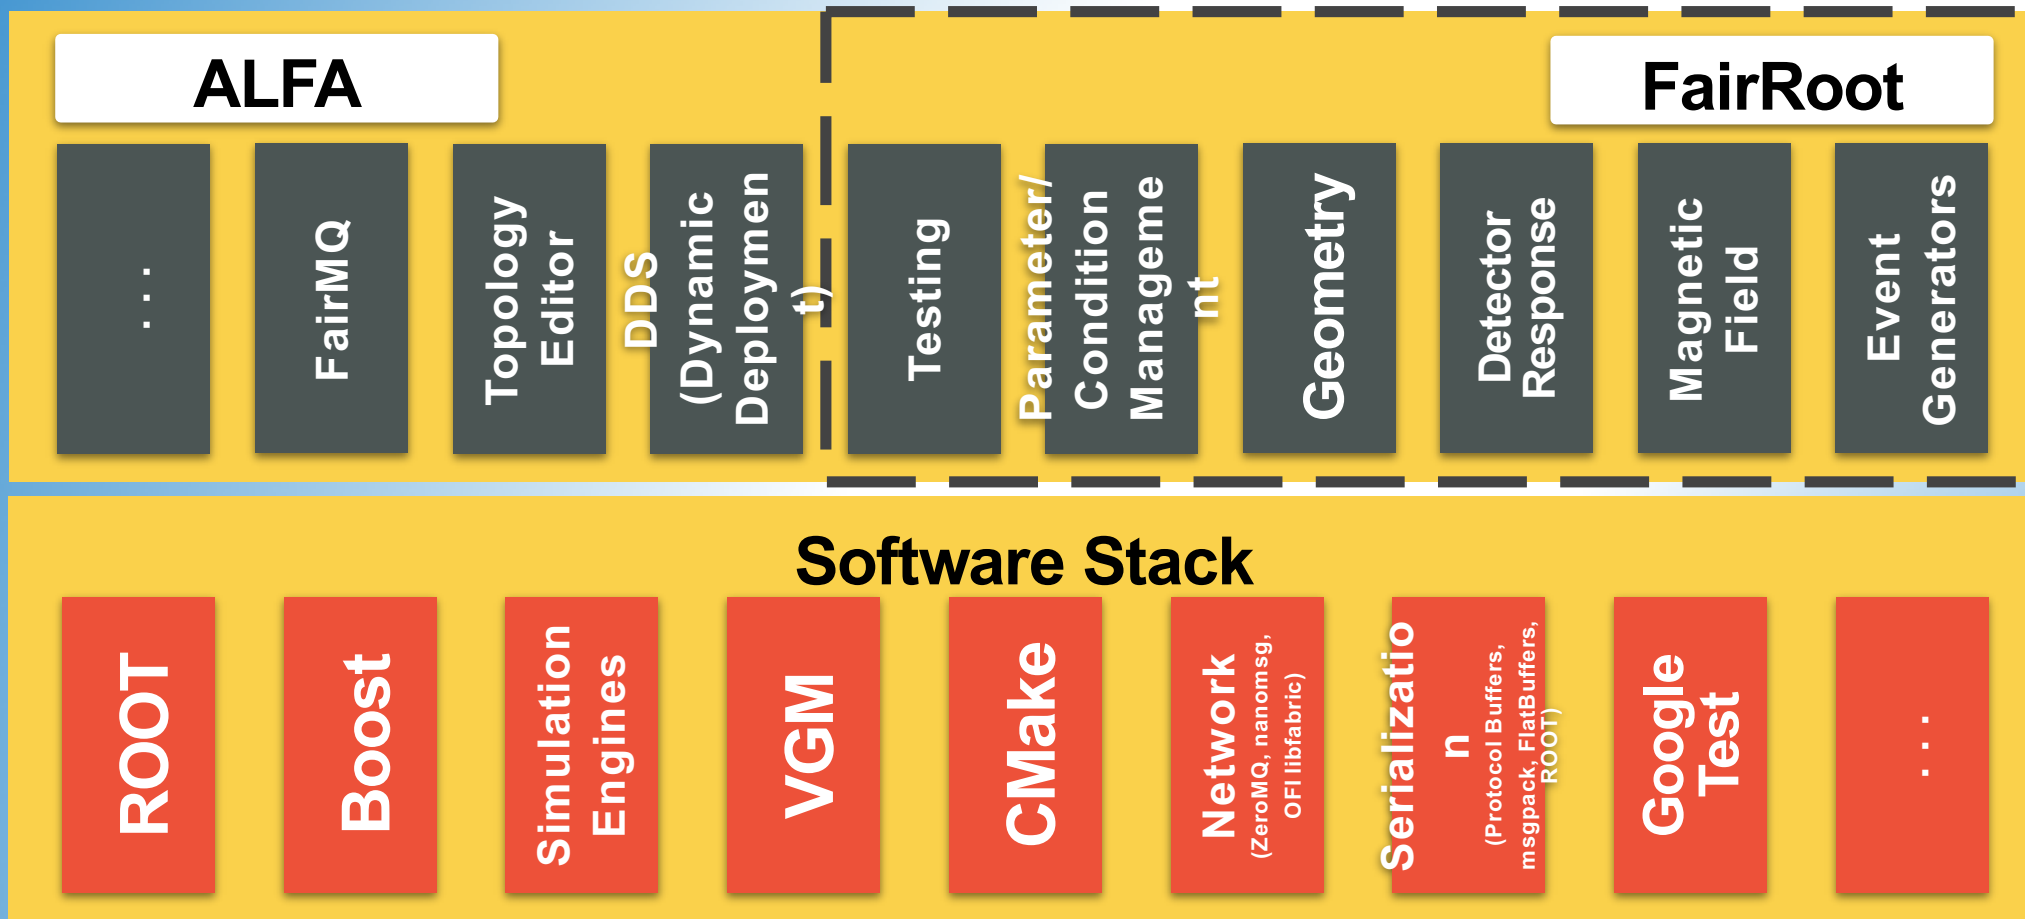 ALFA
FairRoot
. . .
FairMQ
Topology
Editor
DDS
(Dynamic
Deploymen
t)
Testing
Parameter/
Condition
Manageme
nt
Geometry
Detector
Response
Magnetic
Field
Event
Generators
Software Stack
ROOT
Boost
Simulation
Engines
VGM
CMake
Network
(ZeroMQ, nanomsg,
OFI libfabric)
Serializatio
n
(Protocol Buffers,
msgpack, FlatBuffers,
ROOT)
Google
Test
. . .